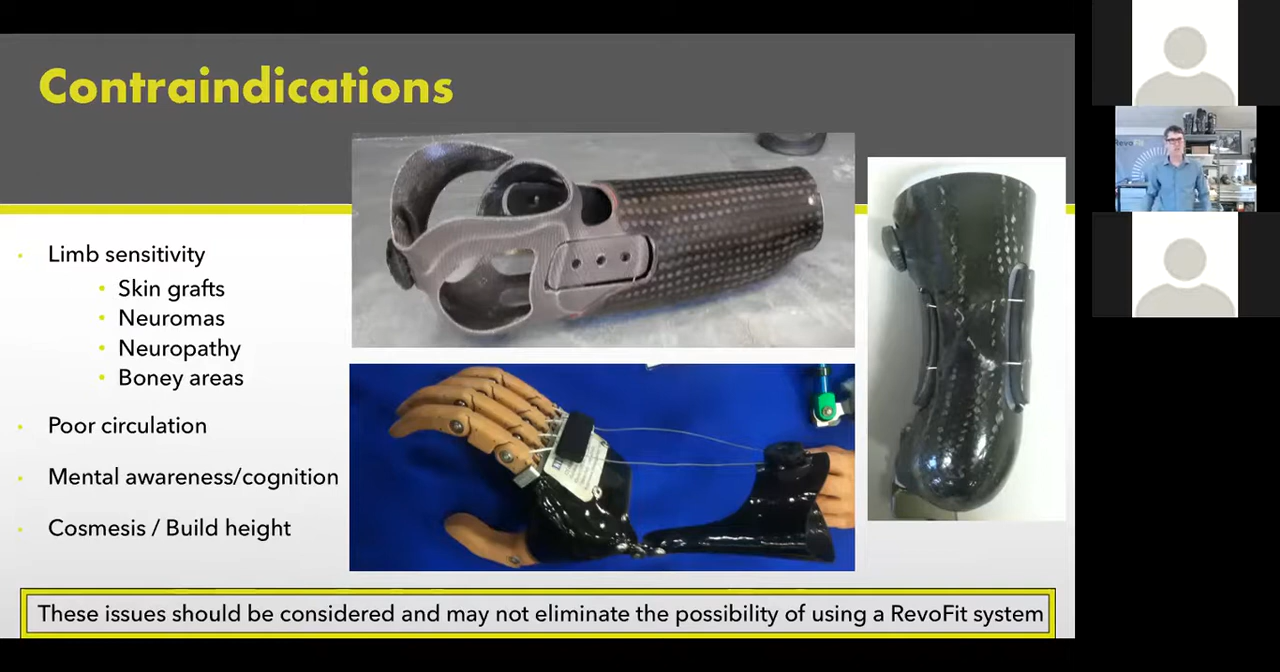 Contraindications
Limb sensitivity
Skin grafts
Neuromas
Neuropathy
Boney areas
Poor circulation
Mental awareness/cognition
Cosmesis / Build height
These issues should be considered and may not eliminate the possibility of using a RevoFit system
RevoFit